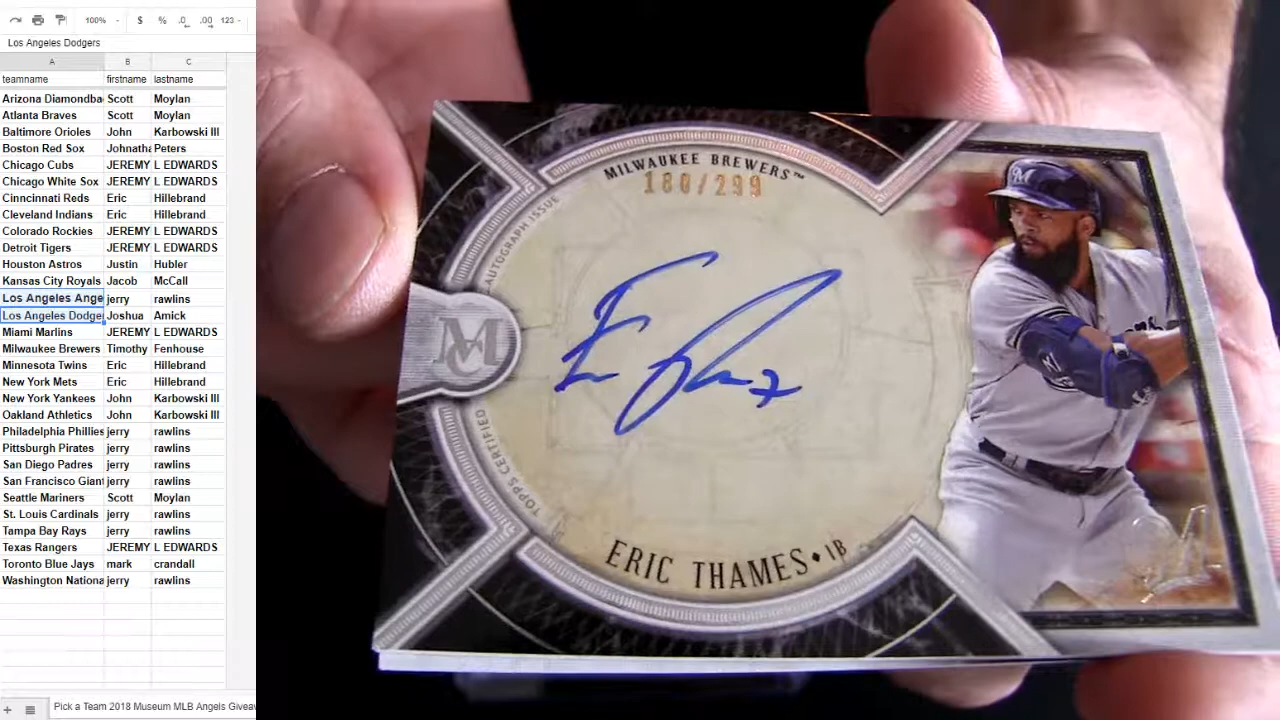 100%
$ % .0 .00 123
Los Angeles Dodgers
A B C
teamname firstname lastname
Arizona Diamondba Scott Moylan
Atlanta Braves Scott Moylan
Baltimore Orioles John Karbowski III
Boston Red Sox Johnatha Peters
Chicago Cubs JEREMY L EDWARDS
Chicago White Sox JEREMY L EDWARDS
Cinncinati Reds Eric Hillebrand
Cleveland Indians Eric Hillebrand
Colorado Rockies JEREMY L EDWARDS
Detroit Tigers JEREMY L EDWARDS
Houston Astros Justin Hubler
Kansas City Royals Jacob McCall
Los Angeles Ange jerry rawlins
Los Angeles Dodge Joshua Amick
Miami Marlins JEREMY L EDWARDS
Milwaukee Brewers Timothy Fenhouse
Minnesota Twins Eric Hillebrand
New York Mets Eric Hillebrand
New York Yankees John Karbowski III
Oakland Athletics John Karbowski III
Philadelphia Phillies jerry rawlins
Pittsburgh Pirates jerry rawlins
San Diego Padres jerry rawlins
San Francisco Giant jerry rawlins
Seattle Mariners Scott Moylan
St. Louis Cardinals jerry rawlins
Tampa Bay Rays jerry rawlins
Texas Rangers JEREMY L EDWARDS
Toronto Blue Jays mark crandall
Washington Nationa jerry rawlins
Pick a Team 2018 Museum MLB Angels Giveav
MILWAUKEE BREWERS™
180/299
TOPPS CERTIFIED
AUTOGRAPH ISSUE
MC
ERIC THAMES • 1B
M